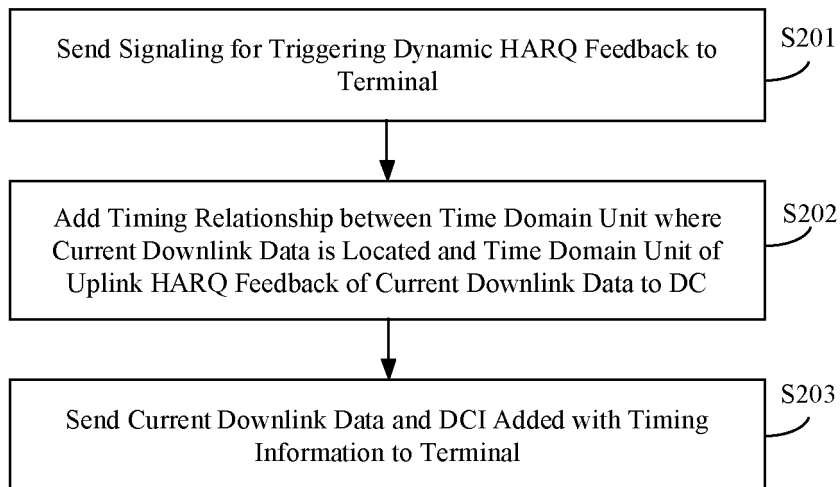 Send Signaling for Triggering Dynamic HARQ Feedback to
Terminal
S201
Add Timing Relationship between Time Domain Unit where
Current Downlink Data is Located and Time Domain Unit of
Uplink HARQ Feedback of Current Downlink Data to DC
S202
Send Current Downlink Data and DCI Added with Timing
Information to Terminal
S203